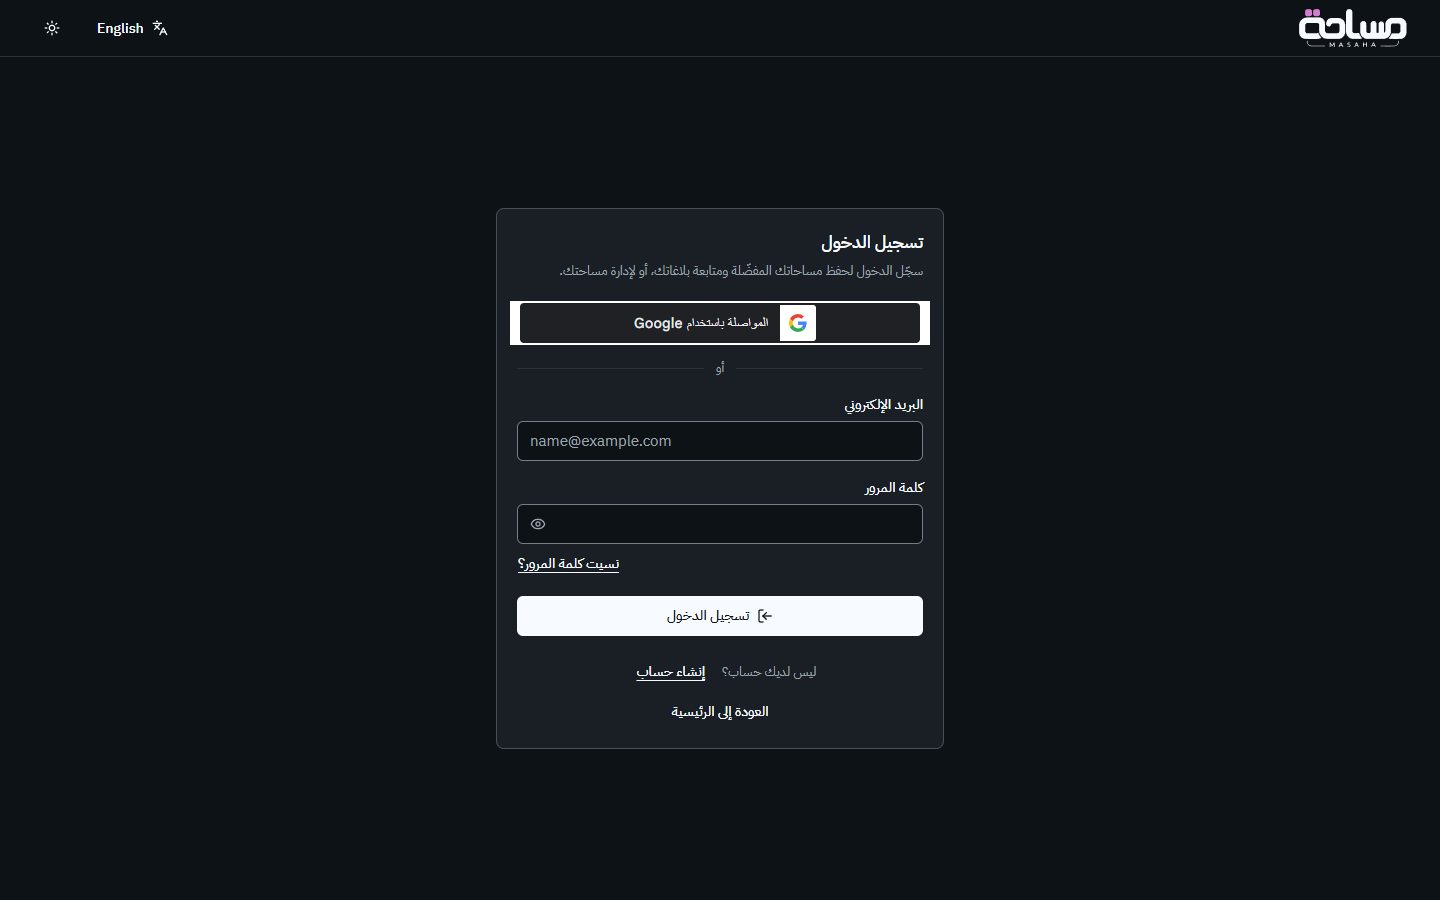 مساحة
MASAHA
English
تسجيل الدخول
سجّل الدخول لحفظ مساحاتك المفضّلة ومتابعة بلاغاتك، أو لإدارة مساحتك.
المواصلة باستخدام Google
أو
البريد الإلكتروني
name@example.com
كلمة المرور
نسيت كلمة المرور؟
تسجيل الدخول
ليس لديك حساب؟ إنشاء حساب
العودة إلى الرئيسية